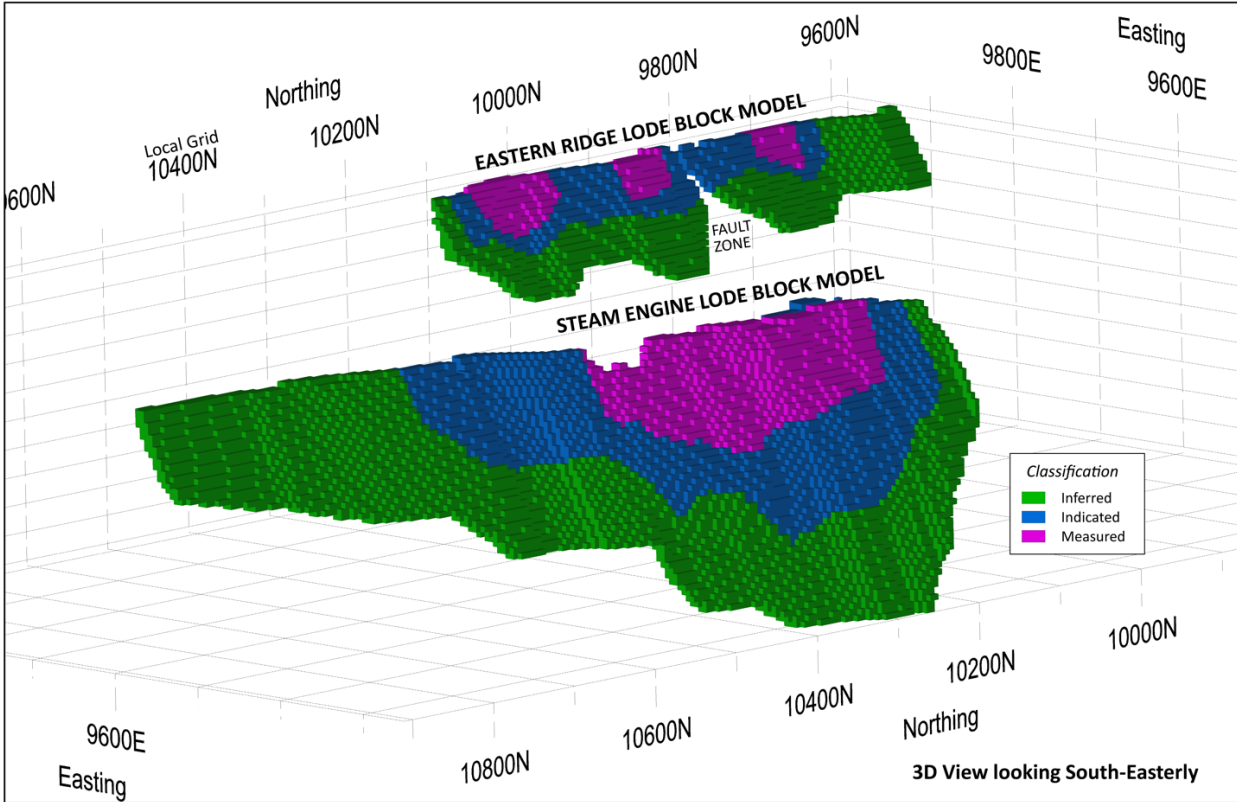 9600N
Easting
9800N
9800E
9600E
Northing
10000N
10200N
EASTERN RIDGE LODE BLOCK MODEL
Local Grid
10400N
9600N
FAULT
ZONE
STEAM ENGINE LODE BLOCK MODEL
Classification
Inferred
Indicated
Measured
10000N
10200N
10400N
10600N
10800N
Northing
9600E
Easting
3D View looking South-Easterly